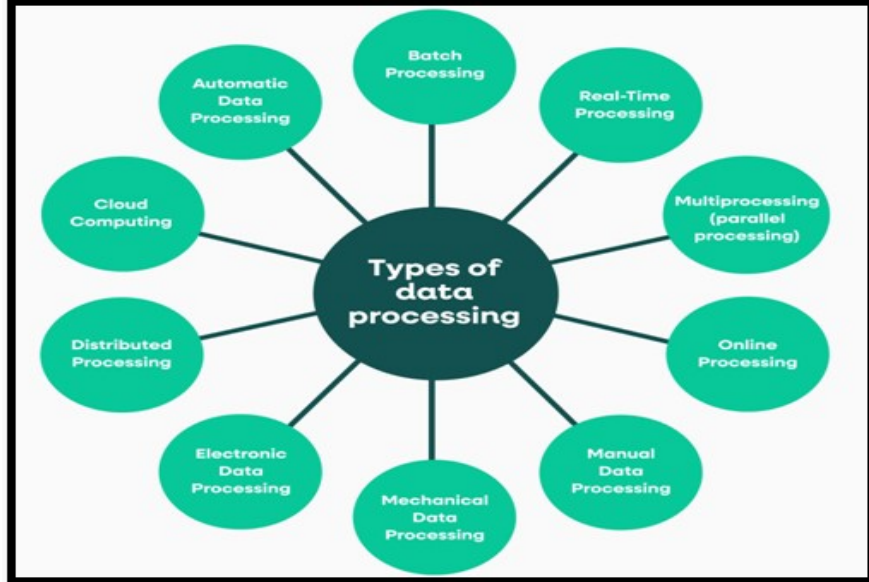 Types of
data
processing
Batch
Processing
Real-Time
Processing
Multiprocessing
(parallel
processing)
Online
Processing
Manual
Data
Processing
Mechanical
Data
Processing
Electronic
Data
Processing
Distributed
Processing
Cloud
Computing
Automatic
Data
Processing